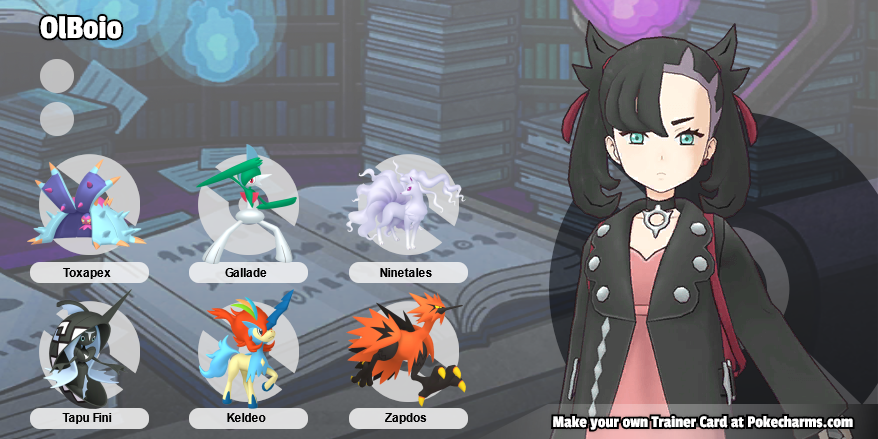 OlBoio
Toxapex
Gallade
Ninetales
Tapu Fini
Keldeo
Zapdos
Make your own Trainer Card at Pokecharms.com